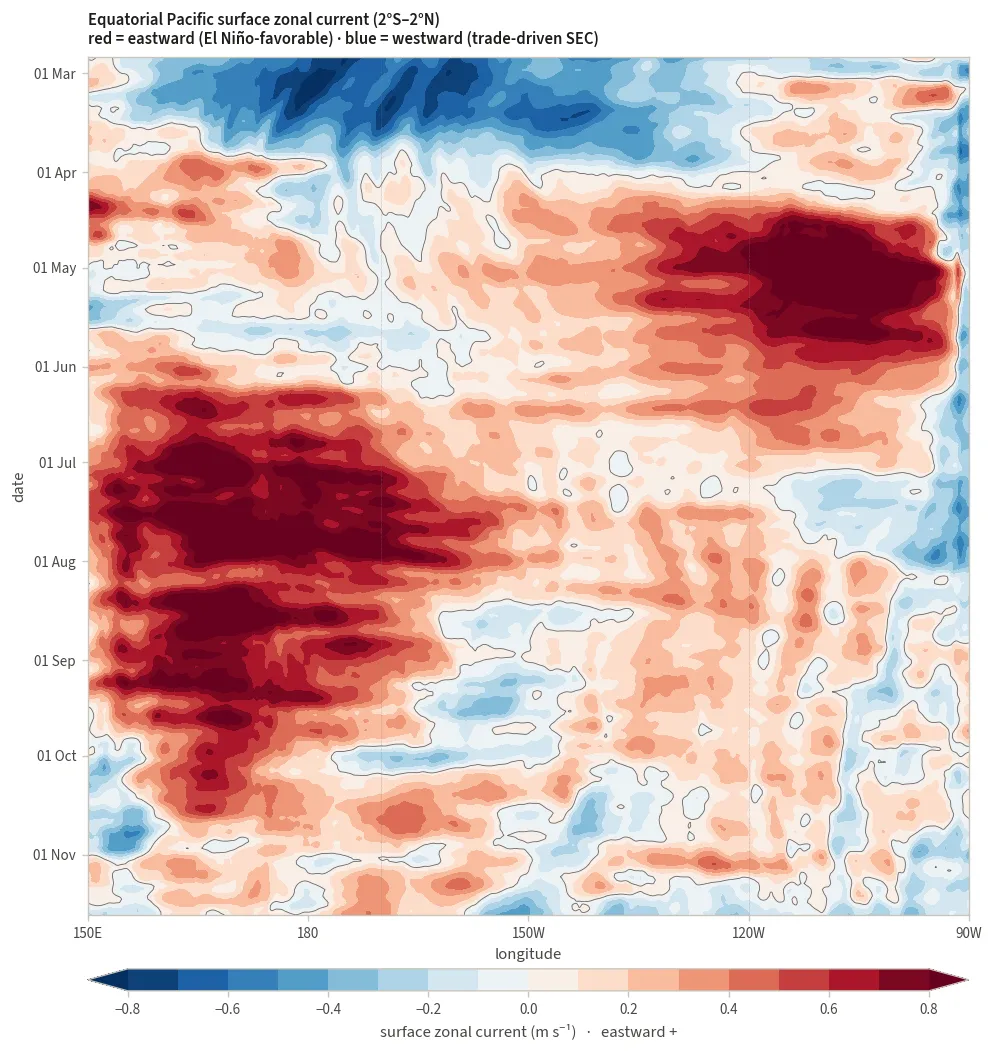 Equatorial Pacific surface zonal current (2°S–2°N)
red = eastward (El Niño-favorable) · blue = westward (trade-driven SEC)
01 Mar
01 Apr
01 May
01 Jun
01 Jul
01 Aug
01 Sep
01 Oct
01 Nov
date
150E 180 150W 120W 90W
longitude
−0.8 −0.6 −0.4 −0.2 0.0 0.2 0.4 0.6 0.8
surface zonal current (m s⁻¹) · eastward +